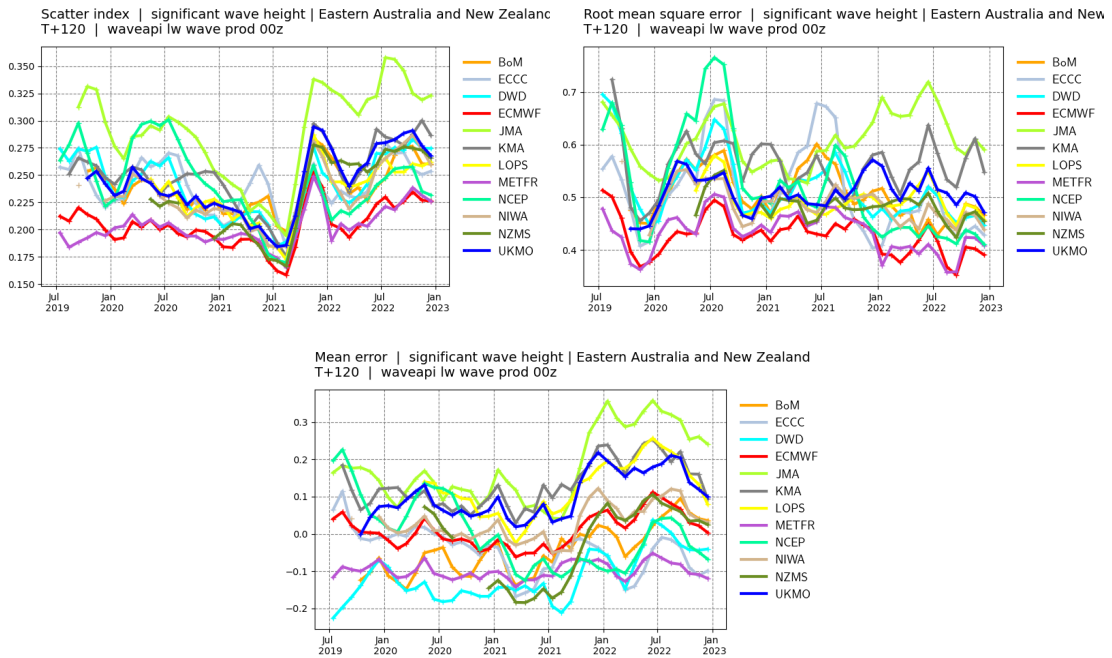 Scatter index | significant wave height | Eastern Australia and New Zealand
T+120 | waveapi lw wave prod 00z
0.350
0.325
0.300
0.275
0.250
0.225
0.200
0.175
0.150
Jul 2019
Jan 2020
Jul 2020
Jan 2021
Jul 2021
Jan 2022
Jul 2022
Jan 2023
BoM
ECCC
DWD
ECMWF
JMA
KMA
LOPS
METFR
NCEP
NIWA
NZMS
UKMO
Root mean square error | significant wave height | Eastern Australia and New
T+120 | waveapi lw wave prod 00z
0.7
0.6
0.5
0.4
Jul 2019
Jan 2020
Jul 2020
Jan 2021
Jul 2021
Jan 2022
Jul 2022
Jan 2023
BoM
ECCC
DWD
ECMWF
JMA
KMA
LOPS
METFR
NCEP
NIWA
NZMS
UKMO
Mean error | significant wave height | Eastern Australia and New Zealand
T+120 | waveapi lw wave prod 00z
0.3
0.2
0.1
0.0
−0.1
−0.2
Jul 2019
Jan 2020
Jul 2020
Jan 2021
Jul 2021
Jan 2022
Jul 2022
Jan 2023
BoM
ECCC
DWD
ECMWF
JMA
KMA
LOPS
METFR
NCEP
NIWA
NZMS
UKMO